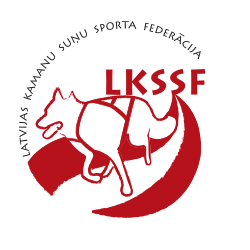 LATVIJAS KAMANU SUŅU SPORTA FEDERĀCIJA
LKSSF